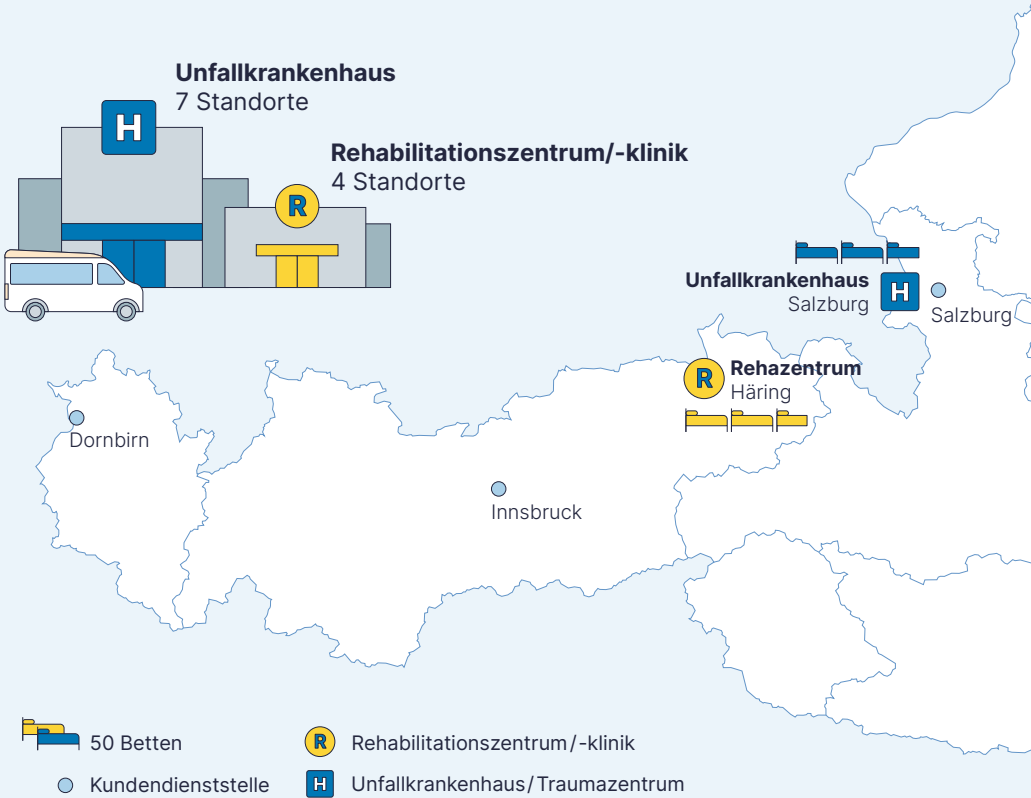 Unfallkrankenhaus
7 Standorte
H
Rehabilitationszentrum/-klinik
4 Standorte
R
Unfallkrankenhaus
Salzburg
H
Salzburg
R
Rehazentrum
Häring
Dornbirn
Innsbruck
50 Betten
R Rehabilitationszentrum/-klinik
Kundendienststelle
H Unfallkrankenhaus/Traumazentrum